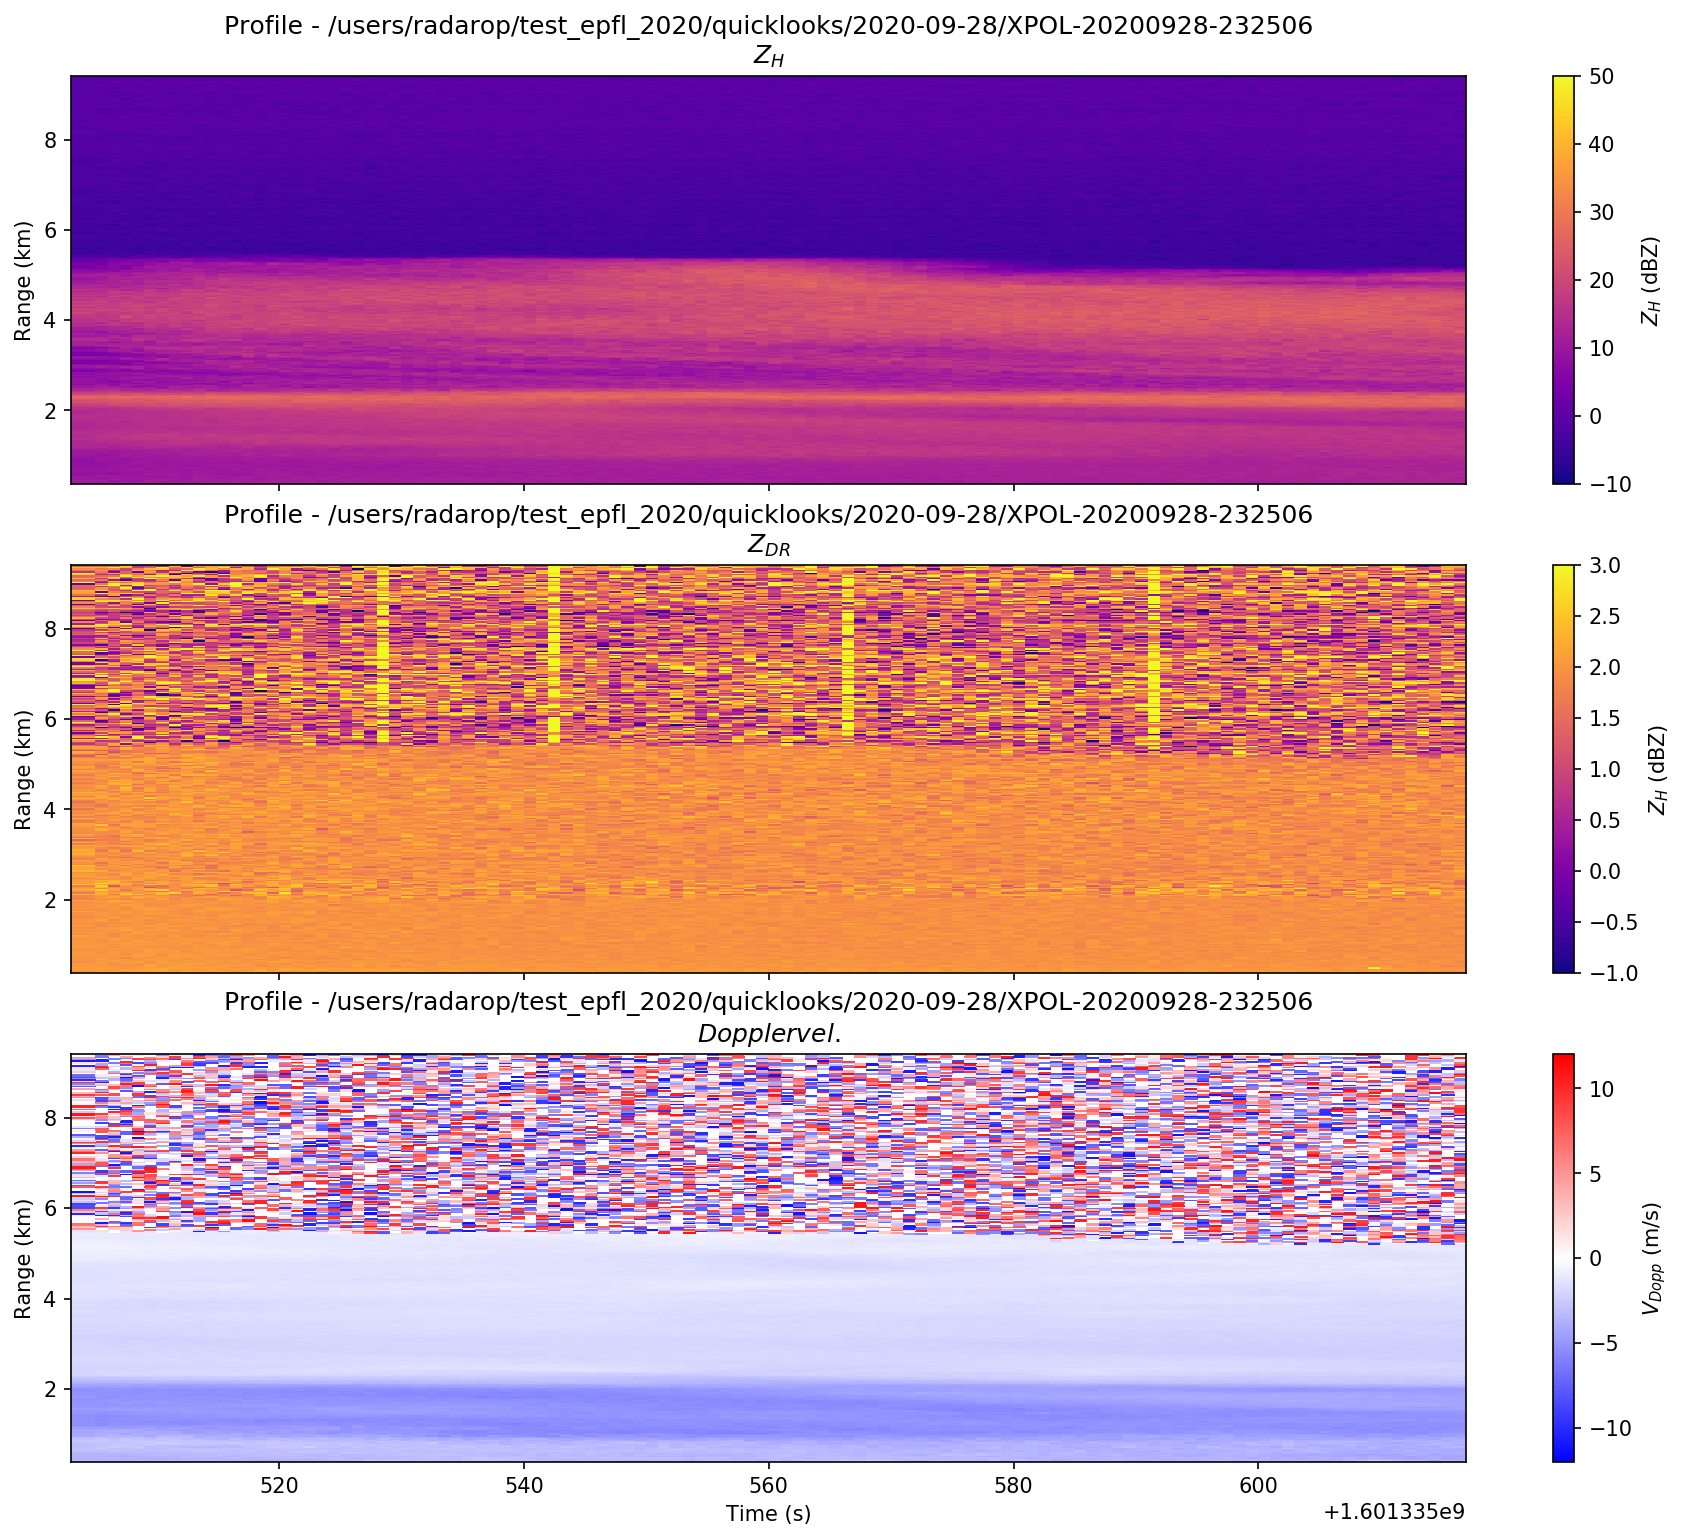 Profile - /users/radarop/test_epfl_2020/quicklooks/2020-09-28/XPOL-20200928-232506
Z_H
8
6
4
2
Range (km)
50
40
30
20
10
0
−10
Z_H (dBZ)
Profile - /users/radarop/test_epfl_2020/quicklooks/2020-09-28/XPOL-20200928-232506
Z_DR
8
6
4
2
Range (km)
3.0
2.5
2.0
1.5
1.0
0.5
0.0
−0.5
−1.0
Z_H (dBZ)
Profile - /users/radarop/test_epfl_2020/quicklooks/2020-09-28/XPOL-20200928-232506
Dopplervel.
8
6
4
2
Range (km)
10
5
0
−5
−10
V_Dopp (m/s)
520 540 560 580 600
Time (s)
+1.601335e9